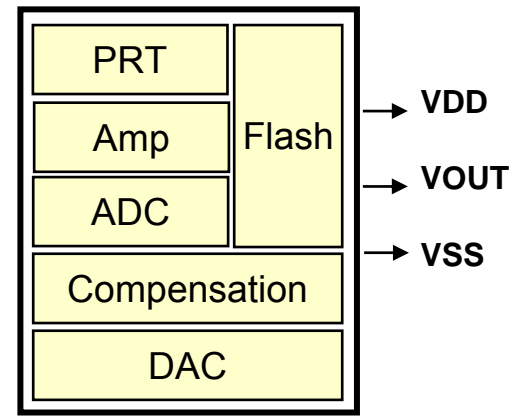 PRT
Amp
ADC
Flash
Compensation
DAC
VDD
VOUT
VSS